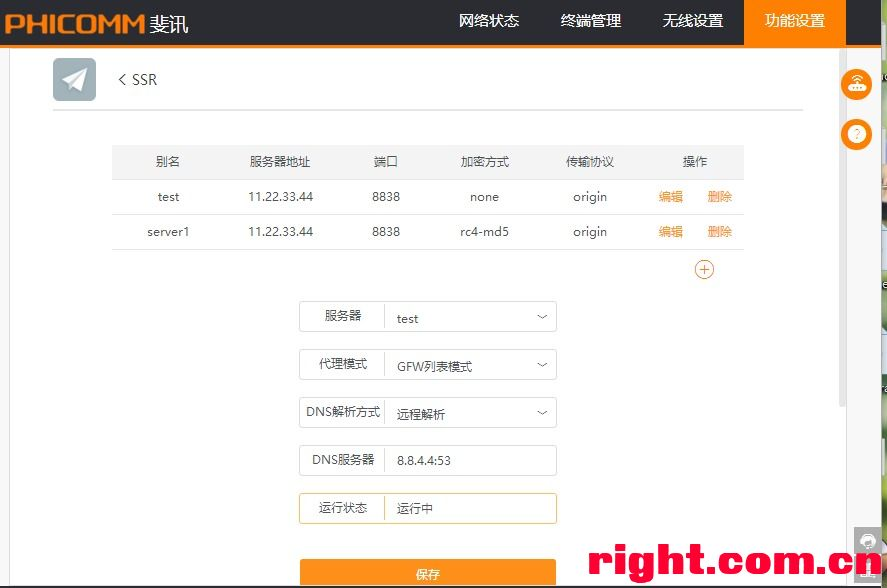 PHICOMM 斐讯 网络状态 终端管理 无线设置 功能设置
< SSR
别名 服务器地址 端口 加密方式 传输协议 操作
test 11.22.33.44 8838 none origin 编辑 删除
server1 11.22.33.44 8838 rc4-md5 origin 编辑 删除
服务器 test
代理模式 GFW列表模式
DNS解析方式 远程解析
DNS服务器 8.8.4.4:53
运行状态 运行中
保存
right.com.cn